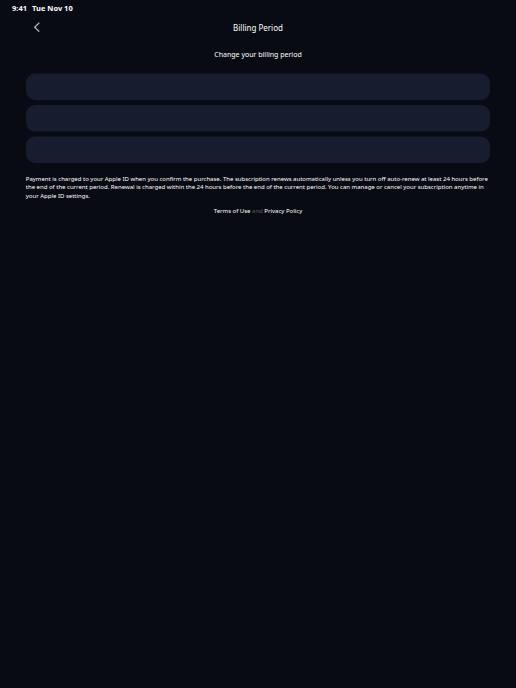 9:41 Tue Nov 10
Billing Period
Change your billing period
Payment is charged to your Apple ID when you confirm the purchase. The subscription renews automatically unless you turn off auto-renew at least 24 hours before
the end of the current period. Renewal is charged within the 24 hours before the end of the current period. You can manage or cancel your subscription anytime in
your Apple ID settings.
Terms of Use and Privacy Policy